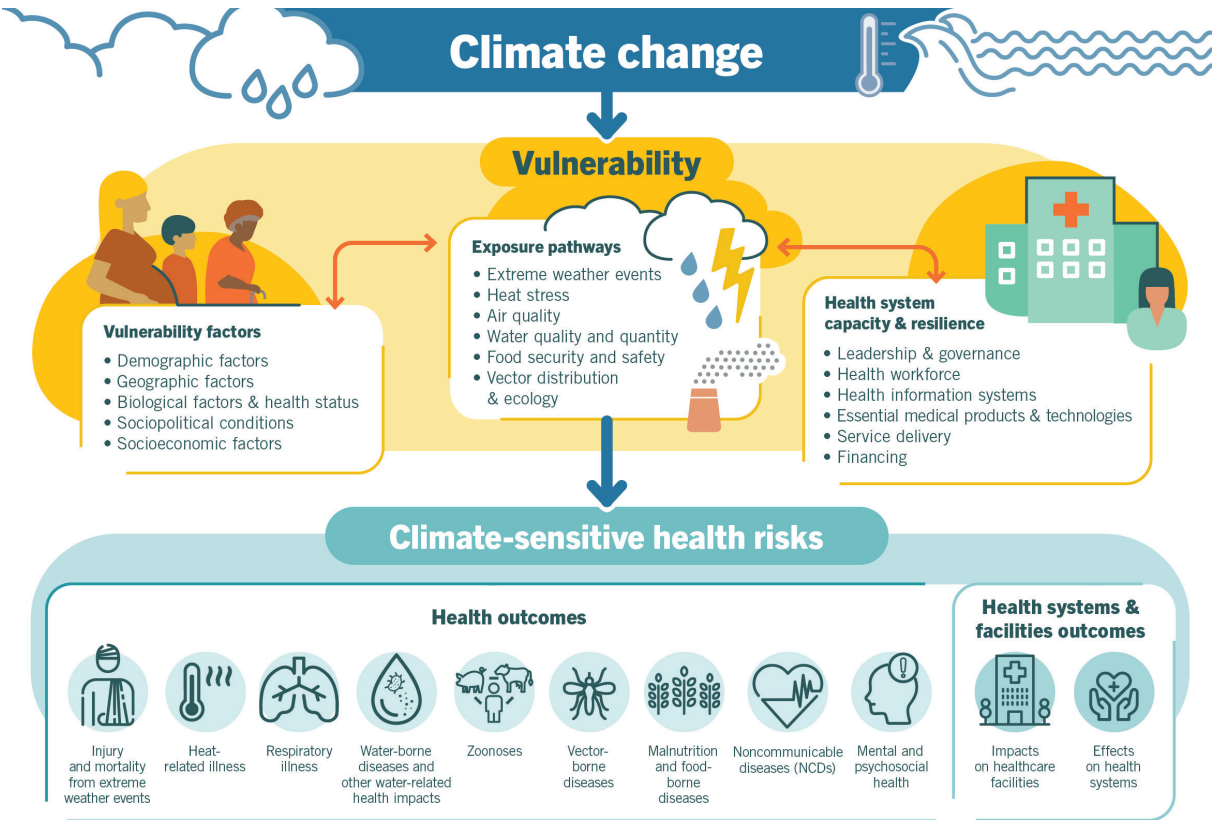 Climate change
Vulnerability
Exposure pathways
• Extreme weather events
• Heat stress
• Air quality
• Water quality and quantity
• Food security and safety
• Vector distribution
& ecology
Vulnerability factors
• Demographic factors
• Geographic factors
• Biological factors & health status
• Sociopolitical conditions
• Socioeconomic factors
Health system
capacity & resilience
• Leadership & governance
• Health workforce
• Health information systems
• Essential medical products & technologies
• Service delivery
• Financing
Climate-sensitive health risks
Health outcomes
Injury
and mortality
from extreme
weather events
Heat-
related illness
Respiratory
illness
Water-borne
diseases and
other water-related
health impacts
Zoonoses
Vector-
borne
diseases
Malnutrition
and food-
borne
diseases
Noncommunicable
diseases (NCDs)
Mental and
psychosocial
health
Health systems &
facilities outcomes
Impacts
on healthcare
facilities
Effects
on health
systems